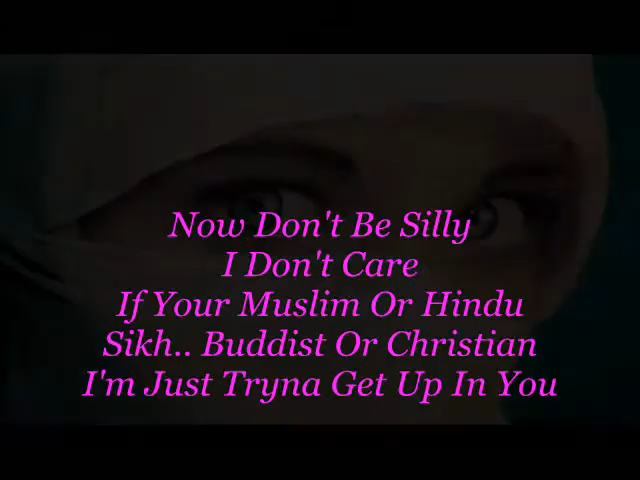 Now Don't Be Silly
I Don't Care
If Your Muslim Or Hindu
Sikh.. Buddist Or Christian
I'm Just Tryna Get Up In You